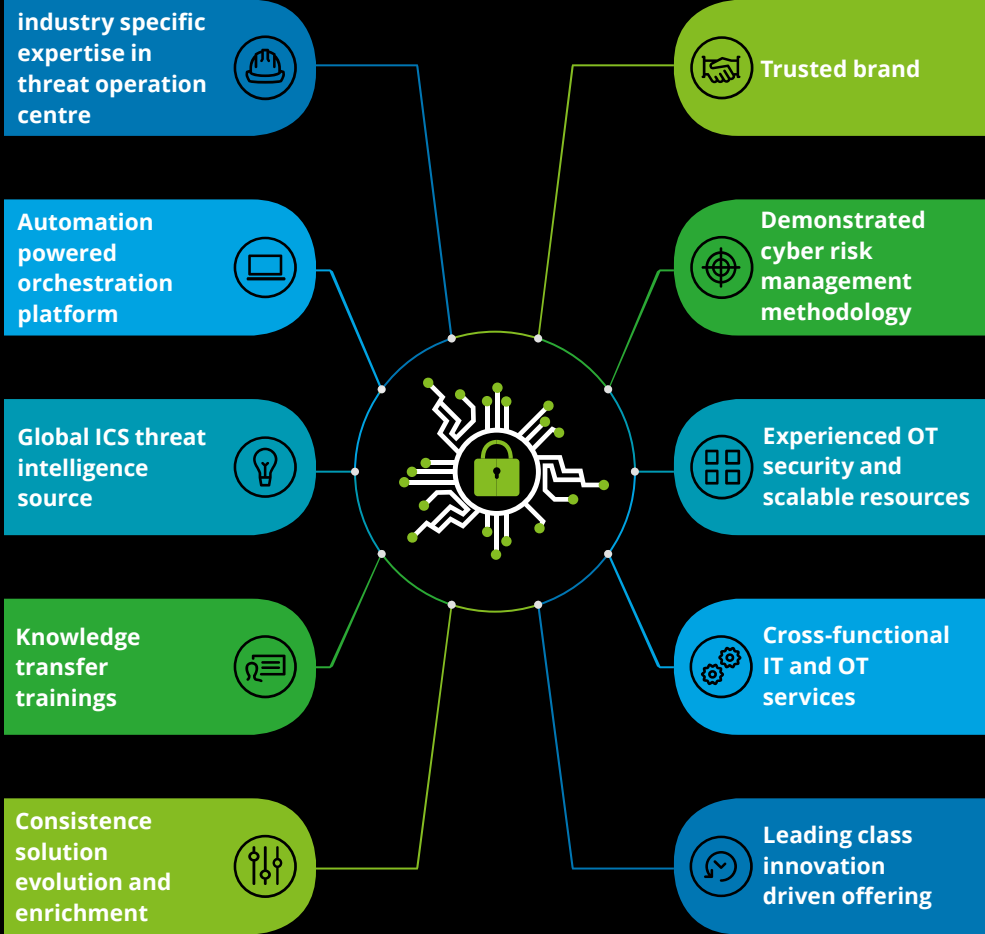 industry specific
expertise in
threat operation
centre
Automation
powered
orchestration
platform
Global ICS threat
intelligence
source
Knowledge
transfer
trainings
Consistence
solution
evolution and
enrichment
Trusted brand
Demonstrated
cyber risk
management
methodology
Experienced OT
security and
scalable resources
Cross-functional
IT and OT
services
Leading class
innovation
driven offering